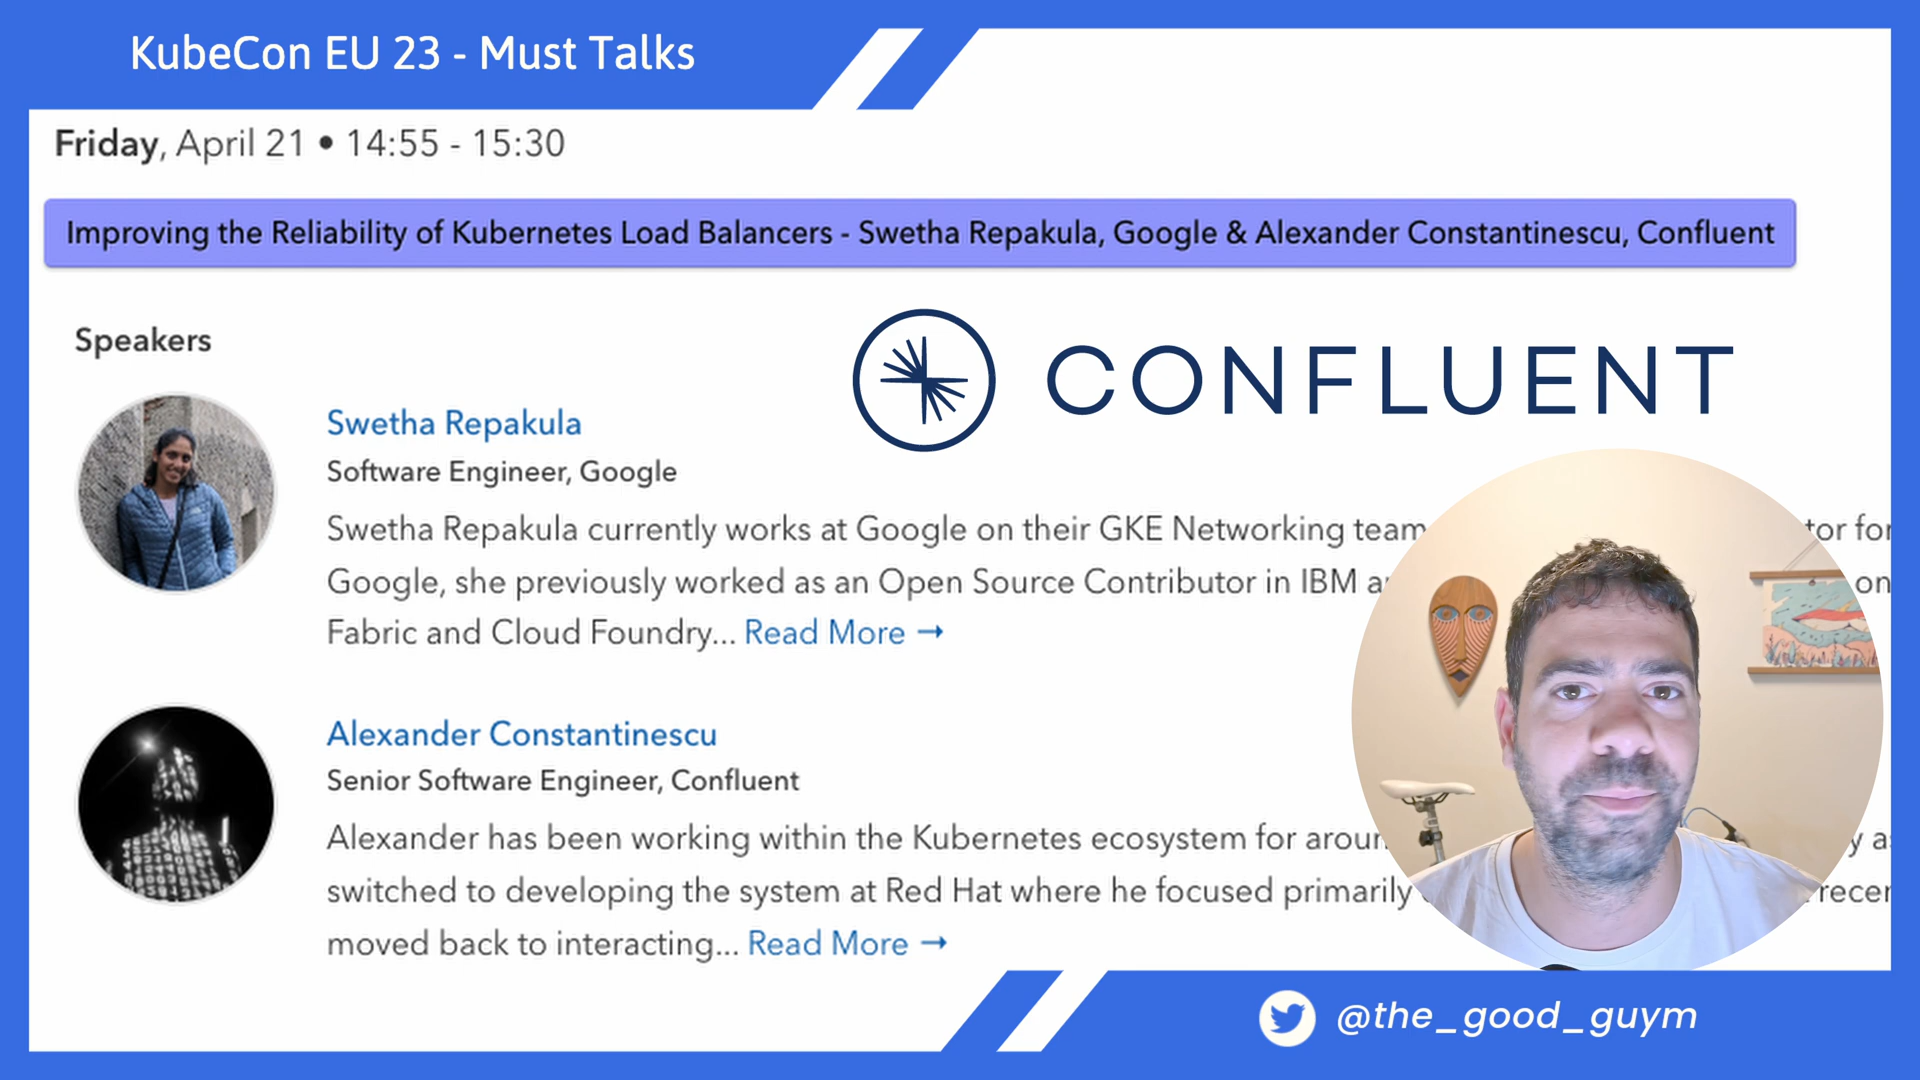 KubeCon EU 23 - Must Talks
Friday, April 21 • 14:55 - 15:30
Improving the Reliability of Kubernetes Load Balancers - Swetha Repakula, Google & Alexander Constantinescu, Confluent
Speakers
CONFLUENT
Swetha Repakula
Software Engineer, Google
Swetha Repakula currently works at Google on their GKE Networking team for
Google, she previously worked as an Open Source Contributor in IBM on
Fabric and Cloud Foundry... Read More →
Alexander Constantinescu
Senior Software Engineer, Confluent
Alexander has been working within the Kubernetes ecosystem for
switched to developing the system at Red Hat where he focused primarily
moved back to interacting... Read More →
@the_good_guym